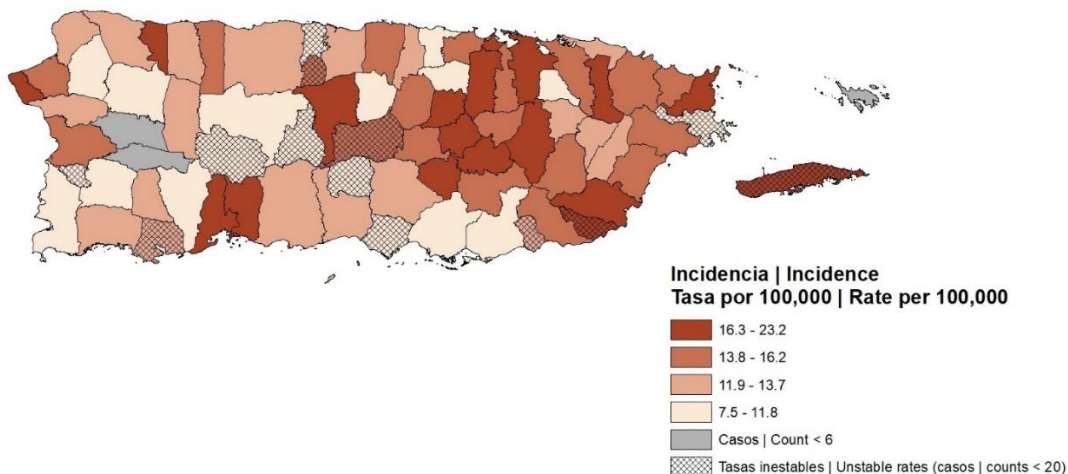 Incidencia | Incidence
Tasa por 100,000 | Rate per 100,000
16.3 - 23.2
13.8 - 16.2
11.9 - 13.7
7.5 - 11.8
Casos | Count < 6
Tasas inestables | Unstable rates (casos | counts < 20)